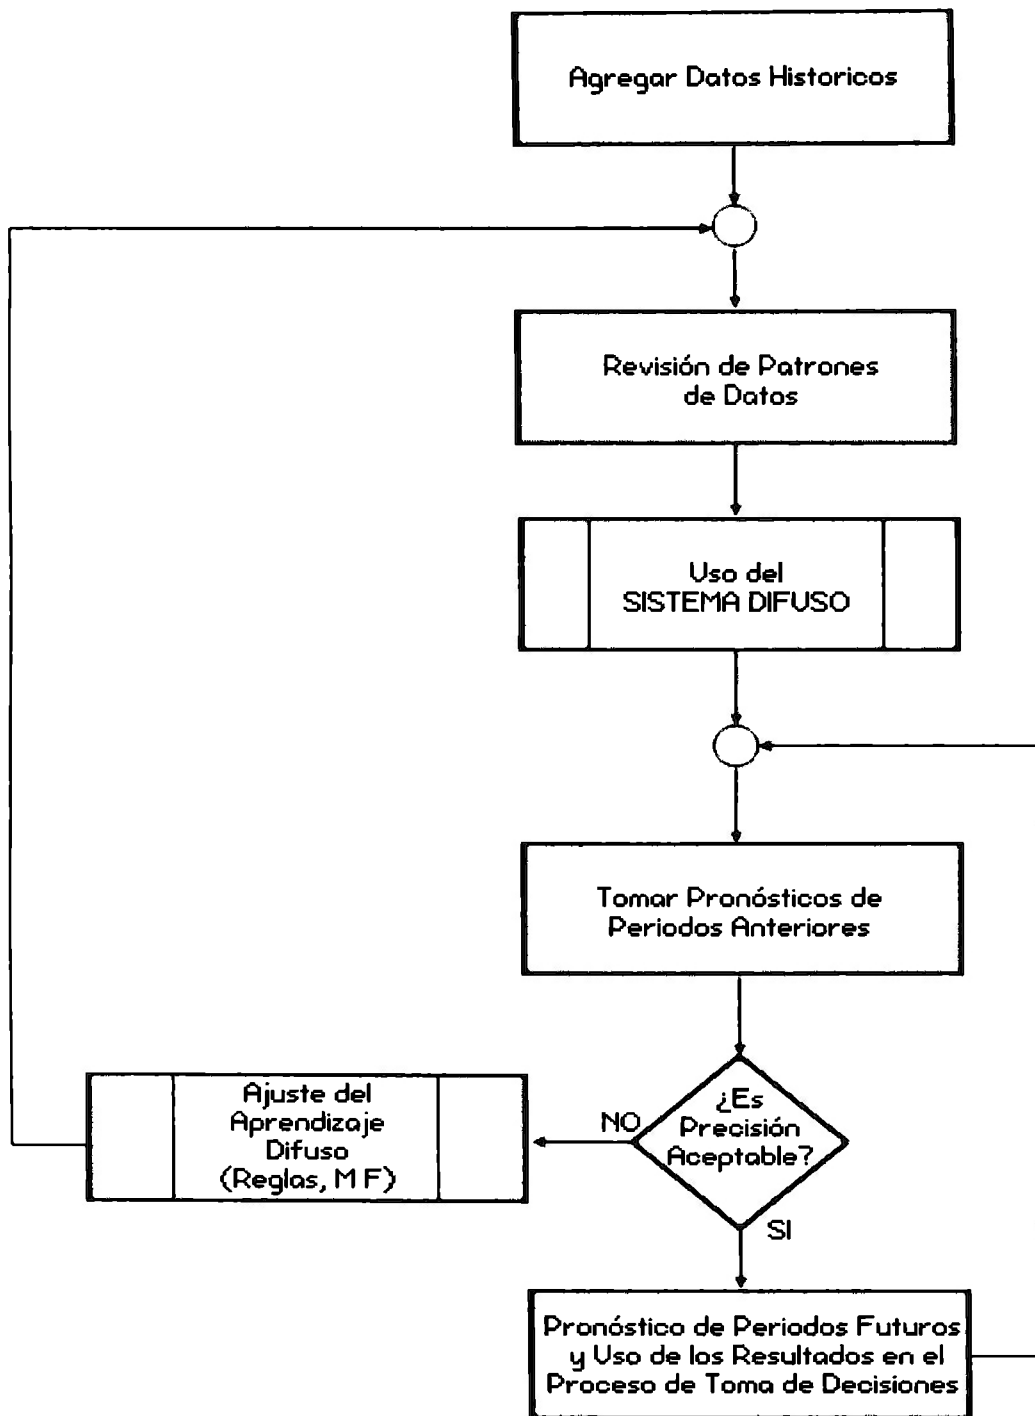 Agregar Datos Historicos
Revisión de Patrones
de Datos
Uso del
SISTEMA DIFUSO
Tomar Pronósticos de
Periodos Anteriores
¿Es
Precisión
Aceptable?
NO
Ajuste del
Aprendizaje
Difuso
(Reglas, M F)
SI
Pronóstico de Periodos Futuros
y Uso de los Resultados en el
Proceso de Toma de Decisiones